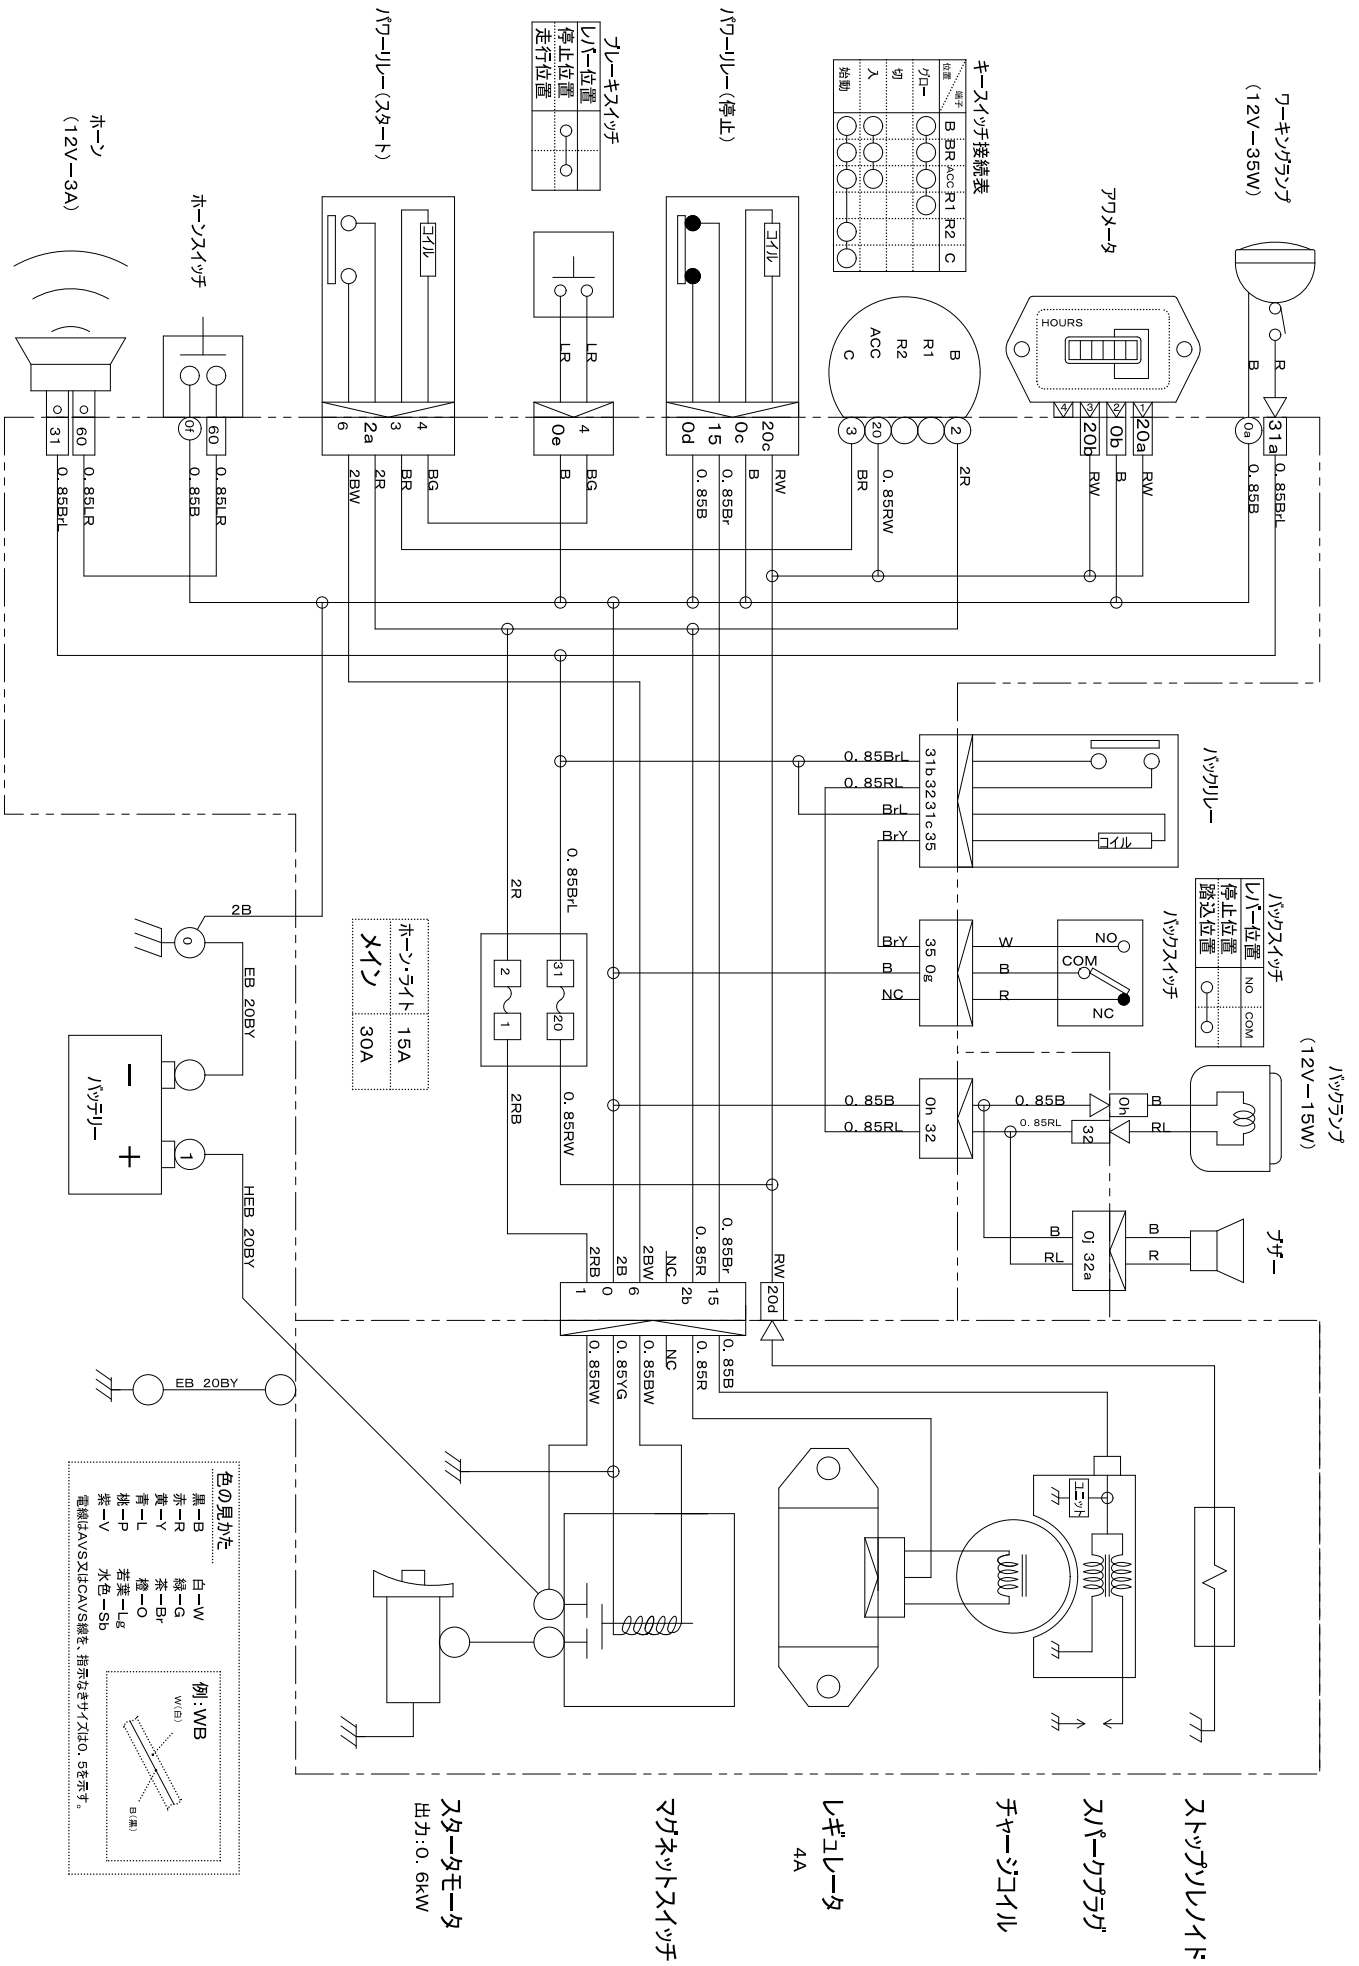 ワーキングランプ
(12V−35W)
アワメータ
HOURS
キースイッチ接続表
位置 端子 B BR ACC R1 R2 C
グロー
切
入
始動
B
R1
R2
ACC
C
パワーリレー(停止)
コイル
ブレーキスイッチ
レバー位置
停止位置
走行位置
パワーリレー(スタート)
コイル
ホーンスイッチ
ホーン
(12V−3A)
R
B
LR
LR
31a
0a
1 2 3 4
20a
0b
20b
2
20
3
20c
0c
15
0d
4
0e
4
3
2a
6
60
0f
60
31
0.85BrL
0.85B
RW
B
RW
2R
0.85RW
BR
RW
B
0.85Br
0.85B
BG
B
BG
BR
2R
2BW
0.85LR
0.85B
0.85LR
0.85BrL
バックリレー
コイル
31b 32 31c 35
0.85BrL
0.85RL
BrL
BrY
バックスイッチ
レバー位置 NO COM
停止位置
踏込位置
バックスイッチ
NO
COM
NC
W
B
R
35 0g
BrY
B
NC
バックランプ
(12V−15W)
B
RL
0h
32
0.85B
0.85RL
0h 32
0.85B
0.85RL
ブザー
B
R
0j 32a
B
RL
2R
0.85BrL
2 1
31 20
2RB
0.85RW
ホーン・ライト 15A
メイン 30A
2B
0
EB 20BY
バッテリー
− +
1
HEB 20BY
EB 20BY
RW
20d
0.85Br
0.85R
NC
2BW
2B
2RB
15
2b
6
0
1
0.85B
0.85R
NC
0.85BW
0.85YG
0.85RW
ユニット
ストップソレノイド
スパークプラグ
チャージコイル
レギュレータ
4A
マグネットスイッチ
スタータモータ
出力:0.6kW
色の見かた
黒−B 白−W
赤−R 緑−G
黄−Y 茶−Br
青−L 橙−O
桃−P 若葉−Lg
紫−V 水色−Sb
電線はAVS又はCAVS線を、指示なきサイズは0.5を示す。
例:WB
W(白)
B(黒)